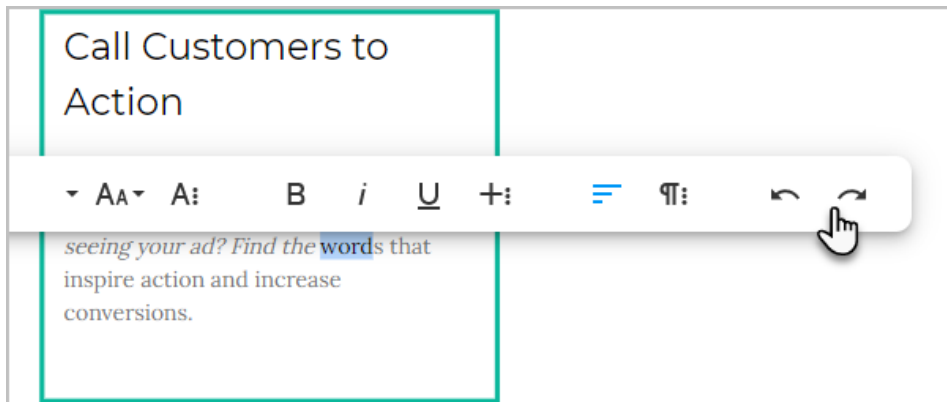 Call Customers to
Action
AA A B i U ¶
seeing your ad? Find the words that
inspire action and increase
conversions.